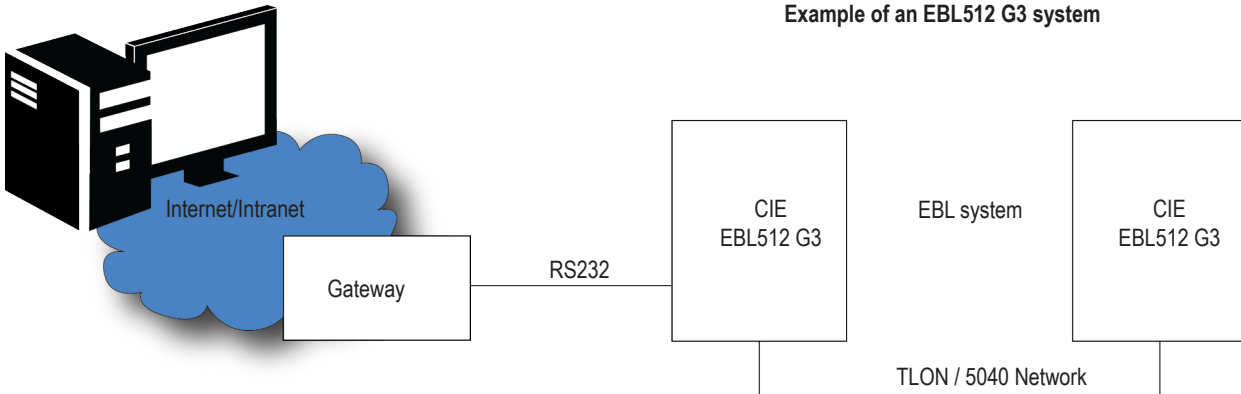 Example of an EBL512 G3 system
Internet/Intranet
Gateway
RS232
CIE
EBL512 G3
EBL system
CIE
EBL512 G3
TLON / 5040 Network